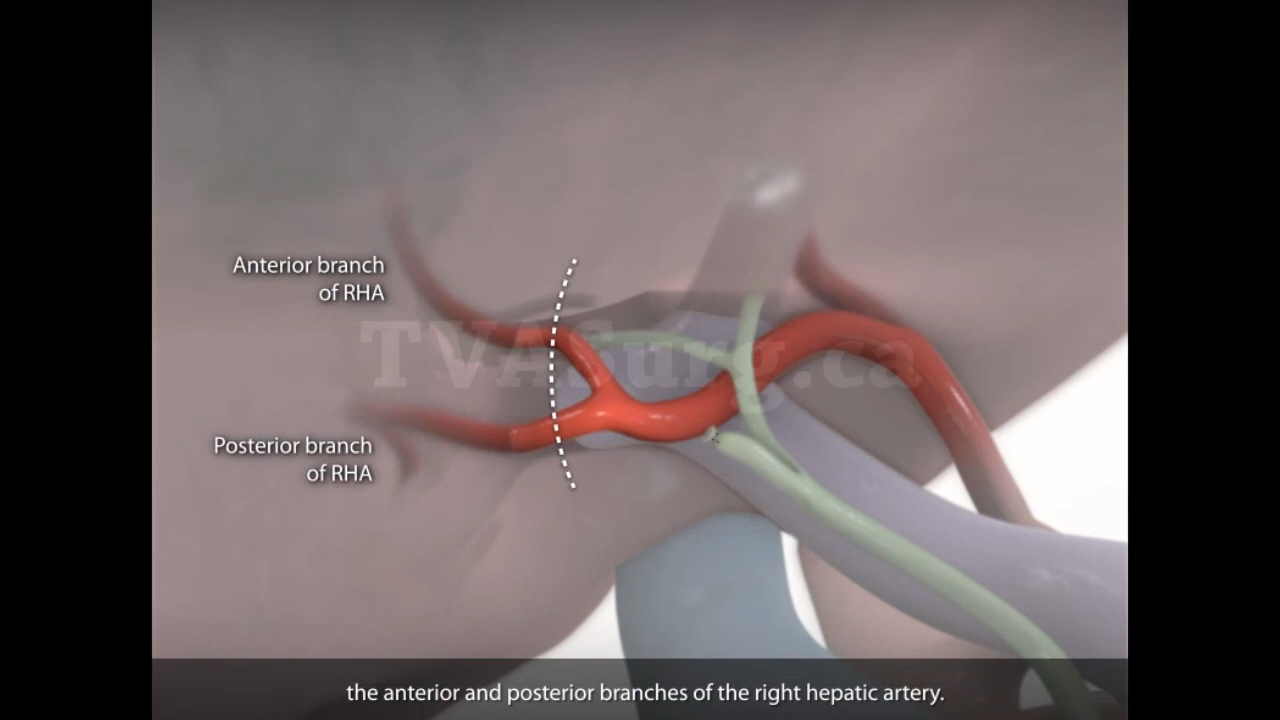 Anterior branch
of RHA
TVASurg.ca
Posterior branch
of RHA
the anterior and posterior branches of the right hepatic artery.